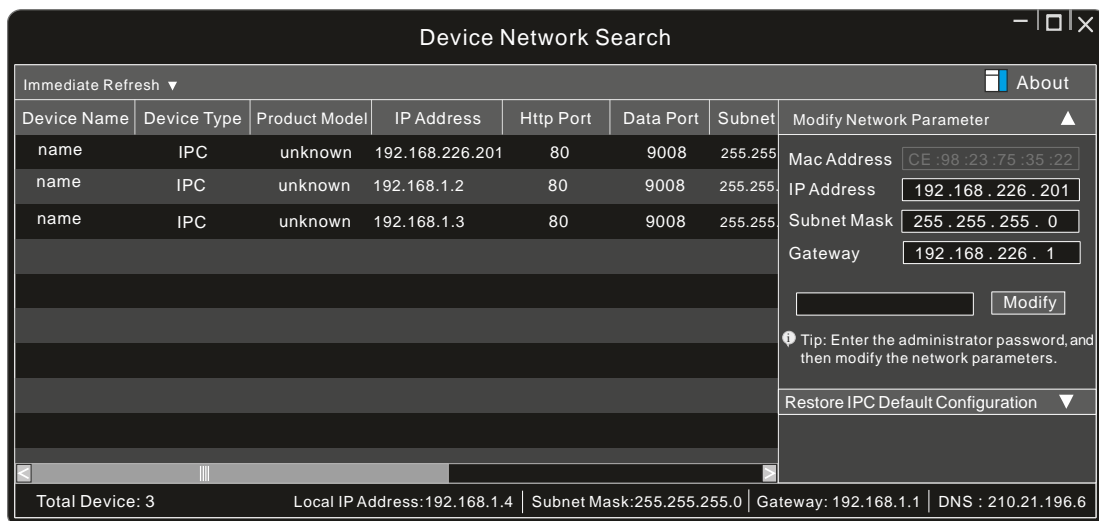 Device Network Search
Immediate Refresh ▼ About
Device Name Device Type Product Model IP Address Http Port Data Port Subnet
name IPC unknown 192.168.226.201 80 9008 255.255
name IPC unknown 192.168.1.2 80 9008 255.255.
name IPC unknown 192.168.1.3 80 9008 255.255.
Modify Network Parameter ▲
Mac Address CE :98 :23 :75 :35 :22
IP Address 192 .168 . 226 . 201
Subnet Mask 255 . 255 . 255 . 0
Gateway 192 .168 . 226 . 1
Modify
Tip: Enter the administrator password, and
then modify the network parameters.
Restore IPC Default Configuration ▼
Total Device: 3 Local IP Address:192.168.1.4 Subnet Mask:255.255.255.0 Gateway: 192.168.1.1 DNS : 210.21.196.6